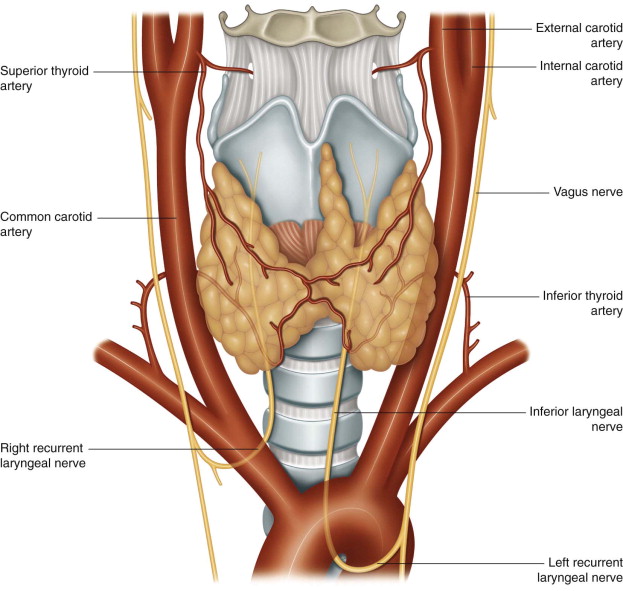 External carotid
artery
Internal carotid
artery
Superior thyroid
artery
Vagus nerve
Common carotid
artery
Inferior thyroid
artery
Inferior laryngeal
nerve
Right recurrent
laryngeal nerve
Left recurrent
laryngeal nerve